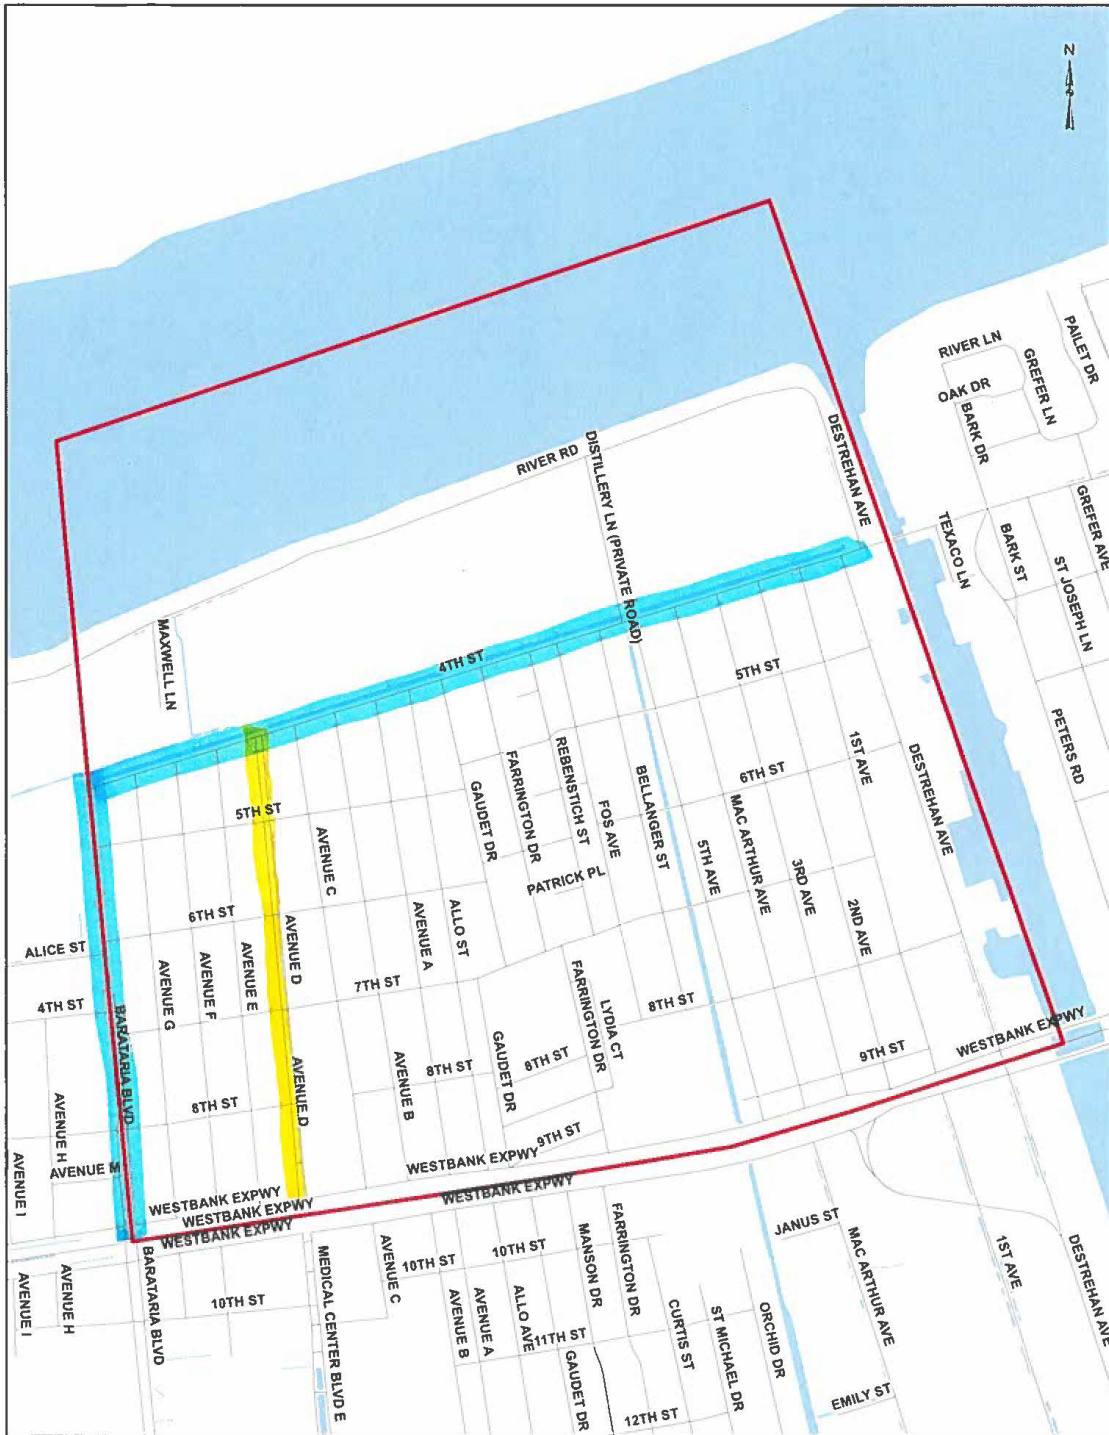 N
PAILET DR
RIVER LN
GREFER LN
OAK DR
BARK DR
DESTREHAN AVE
DISTILLERY LN (PRIVATE ROAD)
RIVER RD
GREFER AVE
TEXACO LN
BARK ST
ST JOSEPH LN
MAXWELL LN
4TH ST
5TH ST
PETERS RD
1ST AVE
REBENSTICH ST
FARRINGTON DR
6TH ST
DESTREHAN AVE
GAUDET DR
BELLANGER ST
FOS AVE
MAC ARTHUR AVE
5TH ST
AVENUE C
5TH AVE
3RD AVE
PATRICK PL
2ND AVE
ALLO ST
AVENUE A
6TH ST
AVENUE D
ALICE ST
AVENUE E
AVENUE F
AVENUE G
7TH ST
FARRINGTON DR
LYDIA CT
8TH ST
4TH ST
BARATARIA BLVD
WESTBANK EXPWY
9TH ST
GAUDET DR
8TH ST
8TH ST
AVENUE B
AVENUE D
8TH ST
AVENUE H
9TH ST
AVENUE M
WESTBANK EXPWY
AVENUE I
WESTBANK EXPWY
WESTBANK EXPWY
WESTBANK EXPWY
WESTBANK EXPWY
JANUS ST
FARRINGTON DR
MANSON DR
MAC ARTHUR AVE
1ST AVE
DESTREHAN AVE
10TH ST
10TH ST
AVENUE C
MEDICAL CENTER BLVD E
BARATARIA BLVD
AVENUE H
AVENUE I
10TH ST
AVENUE B
AVENUE A
ALLO AVE
11TH ST
GAUDET DR
CURTIS ST
ST MICHAEL DR
ORCHID DR
EMILY ST
12TH ST